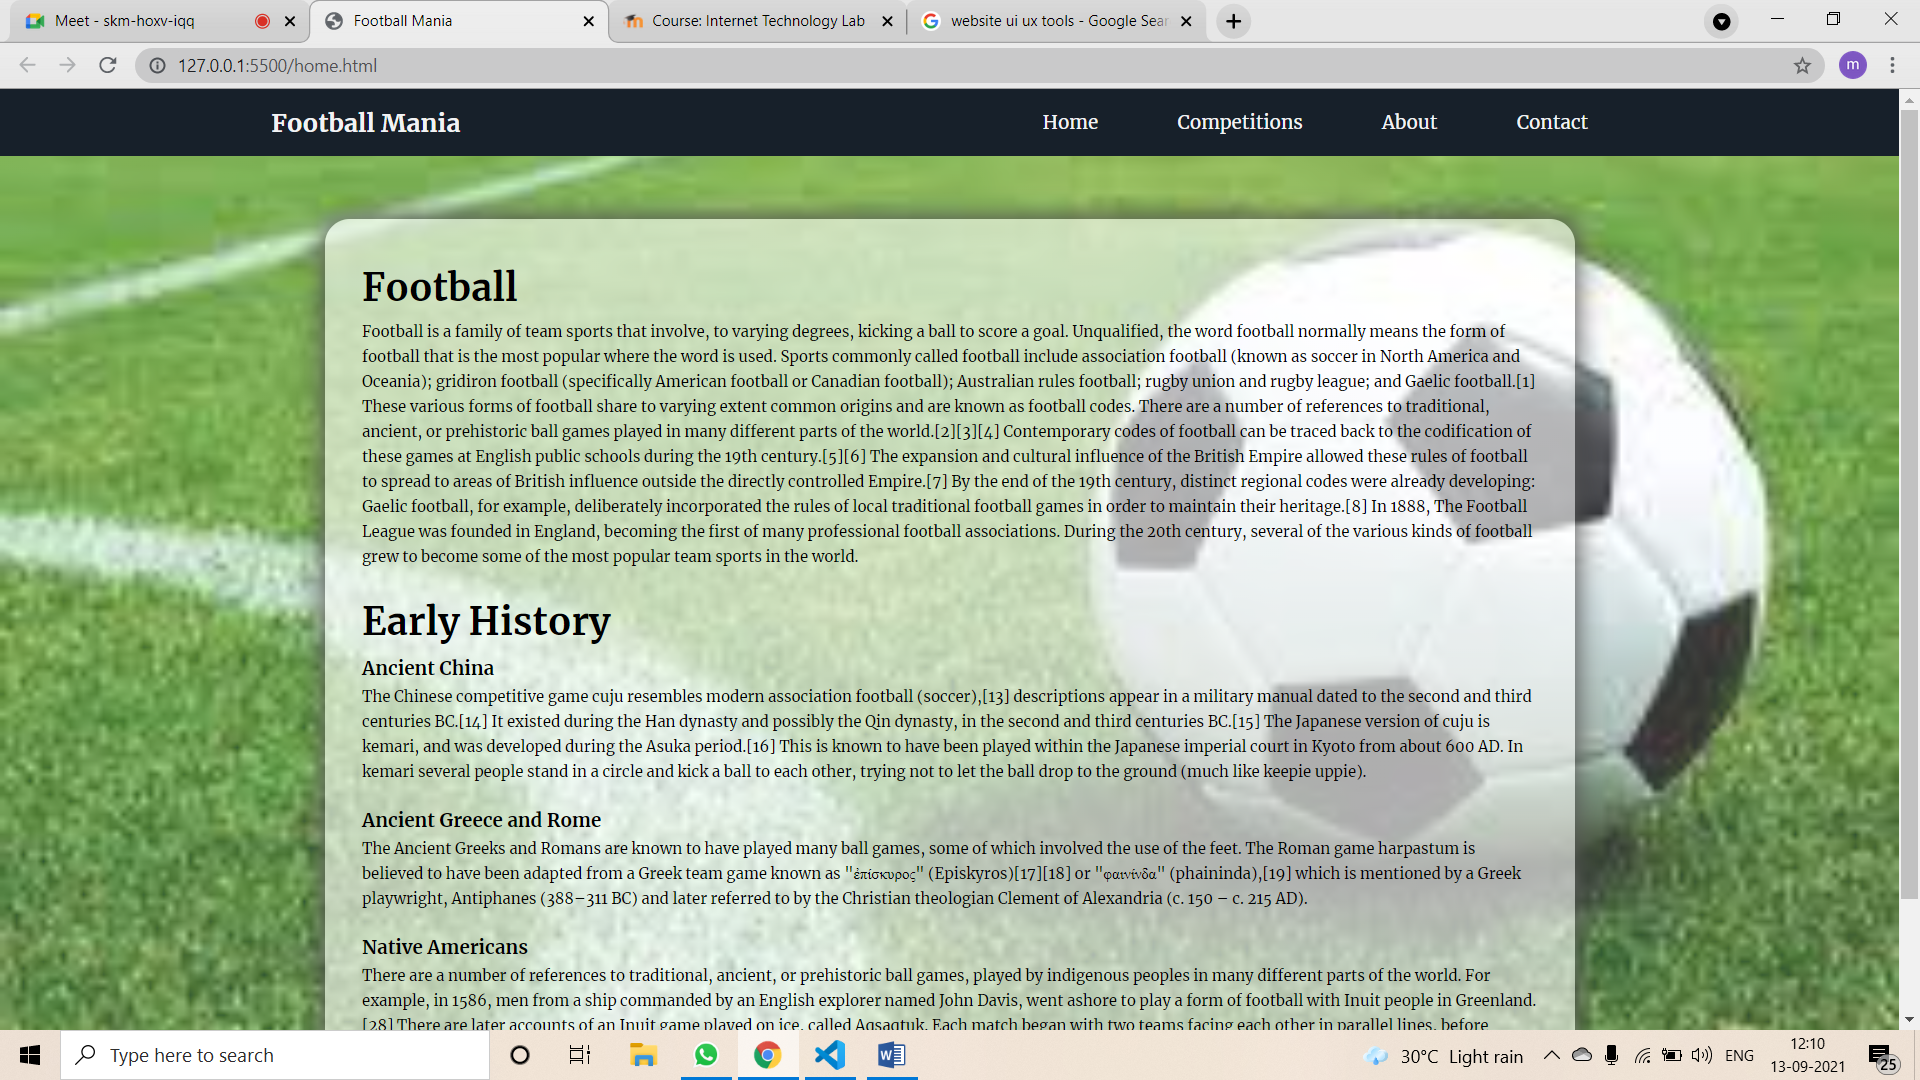 Meet - skm-hoxv-iqq
Football Mania
Course: Internet Technology Lab
website ui ux tools - Google Sear
127.0.0.1:5500/home.html
m
Football Mania
Home
Competitions
About
Contact
Football
Football is a family of team sports that involve, to varying degrees, kicking a ball to score a goal. Unqualified, the word football normally means the form of
football that is the most popular where the word is used. Sports commonly called football include association football (known as soccer in North America and
Oceania); gridiron football (specifically American football or Canadian football); Australian rules football; rugby union and rugby league; and Gaelic football.[1]
These various forms of football share to varying extent common origins and are known as football codes. There are a number of references to traditional,
ancient, or prehistoric ball games played in many different parts of the world.[2][3][4] Contemporary codes of football can be traced back to the codification of
these games at English public schools during the 19th century.[5][6] The expansion and cultural influence of the British Empire allowed these rules of football
to spread to areas of British influence outside the directly controlled Empire.[7] By the end of the 19th century, distinct regional codes were already developing:
Gaelic football, for example, deliberately incorporated the rules of local traditional football games in order to maintain their heritage.[8] In 1888, The Football
League was founded in England, becoming the first of many professional football associations. During the 20th century, several of the various kinds of football
grew to become some of the most popular team sports in the world.
Early History
Ancient China
The Chinese competitive game cuju resembles modern association football (soccer),[13] descriptions appear in a military manual dated to the second and third
centuries BC.[14] It existed during the Han dynasty and possibly the Qin dynasty, in the second and third centuries BC.[15] The Japanese version of cuju is
kemari, and was developed during the Asuka period.[16] This is known to have been played within the Japanese imperial court in Kyoto from about 600 AD. In
kemari several people stand in a circle and kick a ball to each other, trying not to let the ball drop to the ground (much like keepie uppie).
Ancient Greece and Rome
The Ancient Greeks and Romans are known to have played many ball games, some of which involved the use of the feet. The Roman game harpastum is
believed to have been adapted from a Greek team game known as "ἐπίσκυρος" (Episkyros)[17][18] or "φαινίνδα" (phaininda),[19] which is mentioned by a Greek
playwright, Antiphanes (388–311 BC) and later referred to by the Christian theologian Clement of Alexandria (c. 150 – c. 215 AD).
Native Americans
There are a number of references to traditional, ancient, or prehistoric ball games, played by indigenous peoples in many different parts of the world. For
example, in 1586, men from a ship commanded by an English explorer named John Davis, went ashore to play a form of football with Inuit people in Greenland.
[28] There are later accounts of an Inuit game played on ice, called Aqsaqtuk. Each match began with two teams facing each other in parallel lines, before
Type here to search
30°C Light rain
ENG
12:10
13-09-2021
25